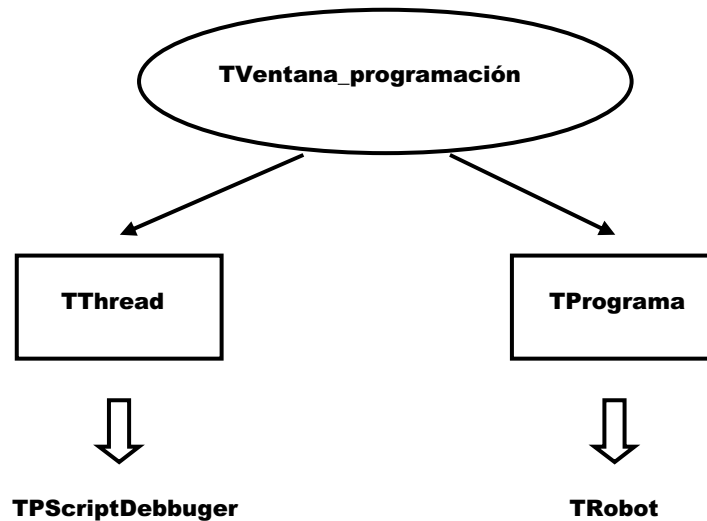 TVentana_programación
TThread
TPrograma
TPScriptDebbuger
TRobot